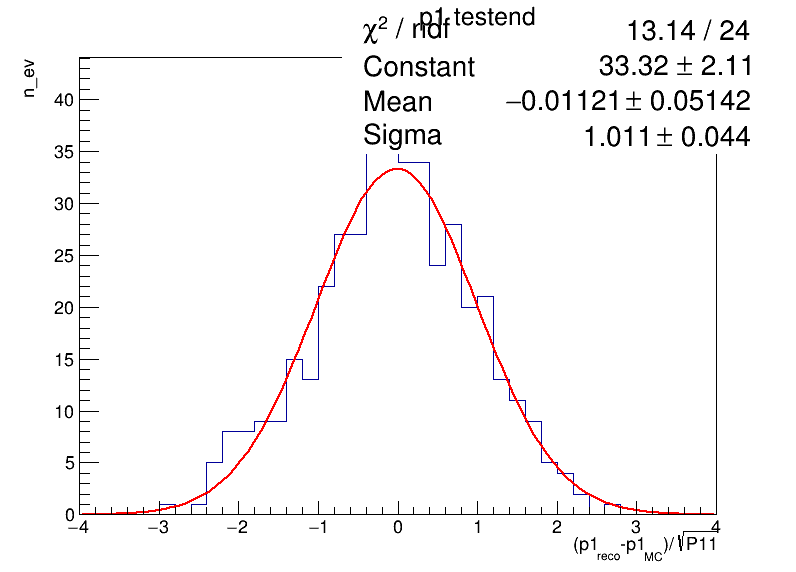 p1 testend
χ² / ndf 13.14 / 24
Constant 33.32 ± 2.11
Mean −0.01121 ± 0.05142
Sigma 1.011 ± 0.044
n_ev
40
35
30
25
20
15
10
5
0
−4 −3 −2 −1 0 1 2 3 4
(p1reco-p1MC)/√P11